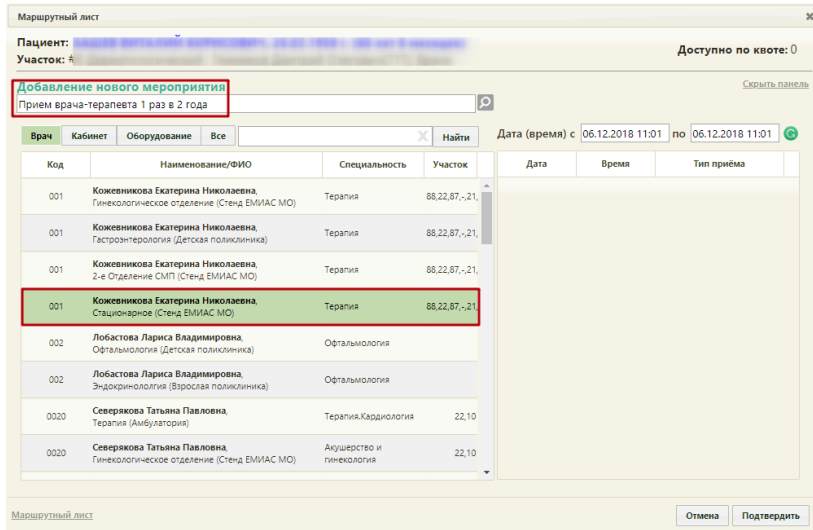 Маршрутный лист
Пациент:
Доступно по квоте: 0
Участок: #
Добавление нового мероприятия
Скрыть панель
Прием врача-терапевта 1 раз в 2 года
Врач Кабинет Оборудование Все X Найти Дата (время) с 06.12.2018 11:01 по 06.12.2018 11:01
Код Наименование/ФИО Специальность Участок Дата Время Тип приёма
001 Кожевникова Екатерина Николаевна, Терапия 88,22,87,-,21,
Гинекологическое отделение (Стенд ЕМИАС МО)
001 Кожевникова Екатерина Николаевна, Терапия 88,22,87,-,21,
Гастроэнтерология (Детская поликлиника)
001 Кожевникова Екатерина Николаевна, Терапия 88,22,87,-,21,
2-е Отделение СМП (Стенд ЕМИАС МО)
001 Кожевникова Екатерина Николаевна, Терапия 88,22,87,-,21,
Стационарное (Стенд ЕМИАС МО)
002 Лобастова Лариса Владимировна, Офтальмология
Офтальмология (Детская поликлиника)
002 Лобастова Лариса Владимировна, Офтальмология
Эндокринололгия (Взрослая поликлиника)
0020 Северякова Татьяна Павловна, Терапия.Кардиология 22,10
Терапия (Амбулатория)
0020 Северякова Татьяна Павловна, Акушерство и гинекология 22,10
Гинекологическое отделение (Стенд ЕМИАС МО)
Маршрутный лист Отмена Подтвердить